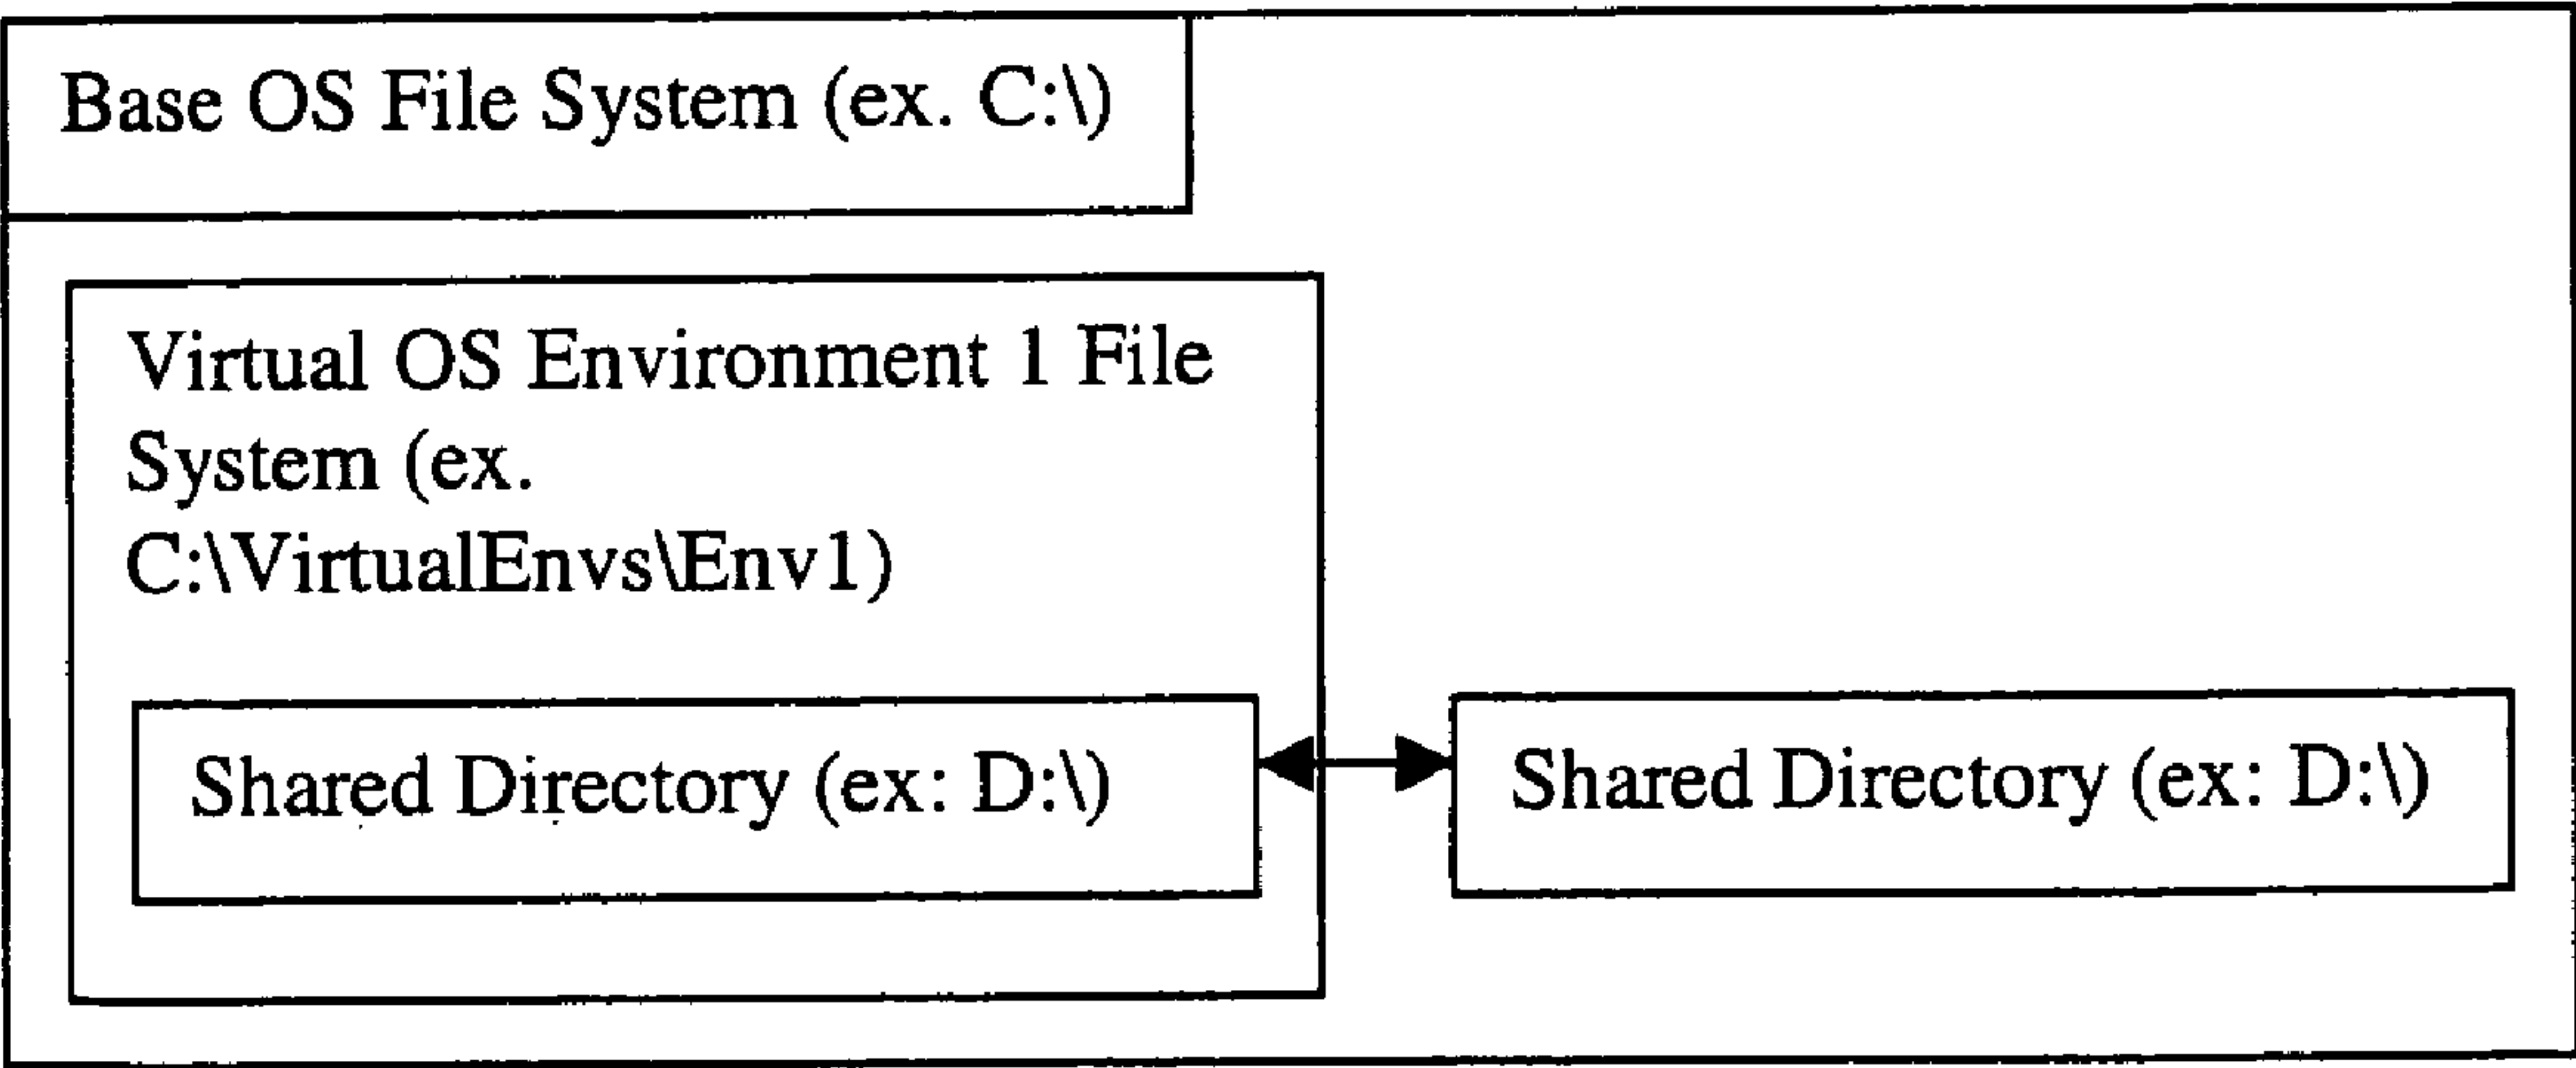 Base OS File System (ex. C:\)
Virtual OS Environment 1 File
System (ex.
C:\VirtualEnvs\Env1)
Shared Directory (ex: D:\)
Shared Directory (ex: D:\)